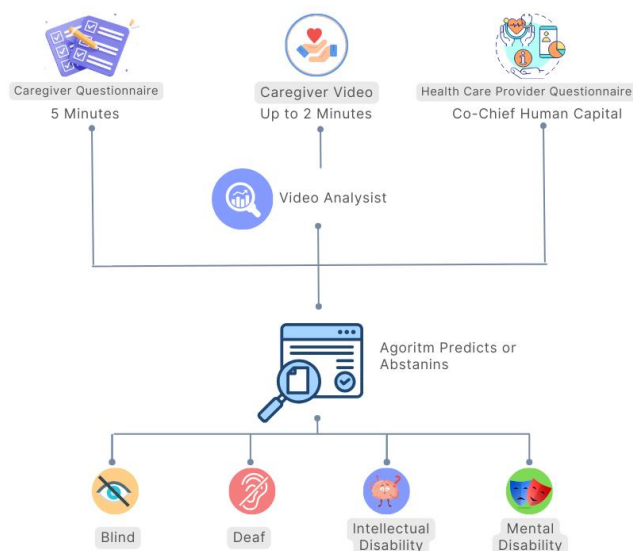 Caregiver Questionnaire
5 Minutes
Caregiver Video
Up to 2 Minutes
Health Care Provider Questionnaire
Co-Chief Human Capital
Video Analysist
Agoritm Predicts or
Abstanins
Blind
Deaf
Intellectual
Disability
Mental
Disability